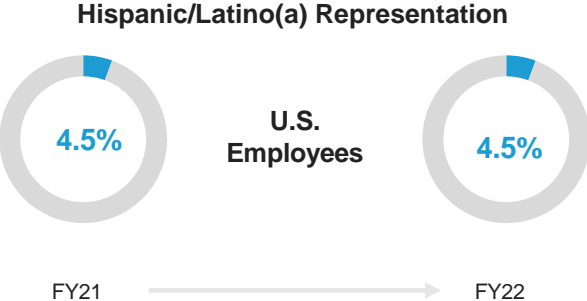 Hispanic/Latino(a) Representation
4.5%
U.S.
Employees
4.5%
FY21
FY22